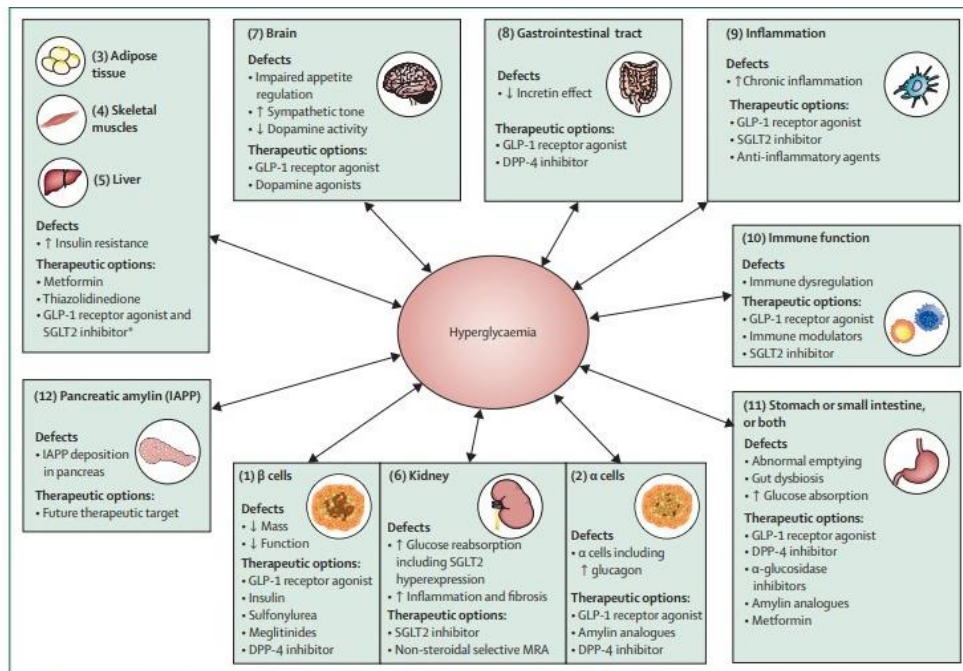 (3) Adipose
tissue
(4) Skeletal
muscles
(5) Liver
Defects
• ↑ Insulin resistance
Therapeutic options:
• Metformin
• Thiazolidinedione
• GLP-1 receptor agonist and
SGLT2 inhibitor*
(7) Brain
Defects
• Impaired appetite
regulation
• ↑ Sympathetic tone
• ↓ Dopamine activity
Therapeutic options:
• GLP-1 receptor agonist
• Dopamine agonists
(8) Gastrointestinal tract
Defects
• ↓ Incretin effect
Therapeutic options:
• GLP-1 receptor agonist
• DPP-4 inhibitor
(9) Inflammation
Defects
• ↑Chronic inflammation
Therapeutic options:
• GLP-1 receptor agonist
• SGLT2 inhibitor
• Anti-inflammatory agents
Hyperglycaemia
(10) Immune function
Defects
• Immune dysregulation
Therapeutic options:
• GLP-1 receptor agonist
• Immune modulators
• SGLT2 inhibitor
(12) Pancreatic amylin (IAPP)
Defects
• IAPP deposition
in pancreas
Therapeutic options:
• Future therapeutic target
(1) β cells
Defects
• ↓ Mass
• ↓ Function
Therapeutic options:
• GLP-1 receptor agonist
• Insulin
• Sulfonylurea
• Meglitinides
• DPP-4 inhibitor
(6) Kidney
Defects
• ↑ Glucose reabsorption
including SGLT2
hyperexpression
• ↑ Inflammation and fibrosis
Therapeutic options:
• SGLT2 inhibitor
• Non-steroidal selective MRA
(2) α cells
Defects
• α cells including
↑ glucagon
Therapeutic options:
• GLP-1 receptor agonist
• Amylin analogues
• DPP-4 inhibitor
(11) Stomach or small intestine,
or both
Defects
• Abnormal emptying
• Gut dysbiosis
• ↑ Glucose absorption
Therapeutic options:
• GLP-1 receptor agonist
• DPP-4 inhibitor
• α-glucosidase
inhibitors
• Amylin analogues
• Metformin